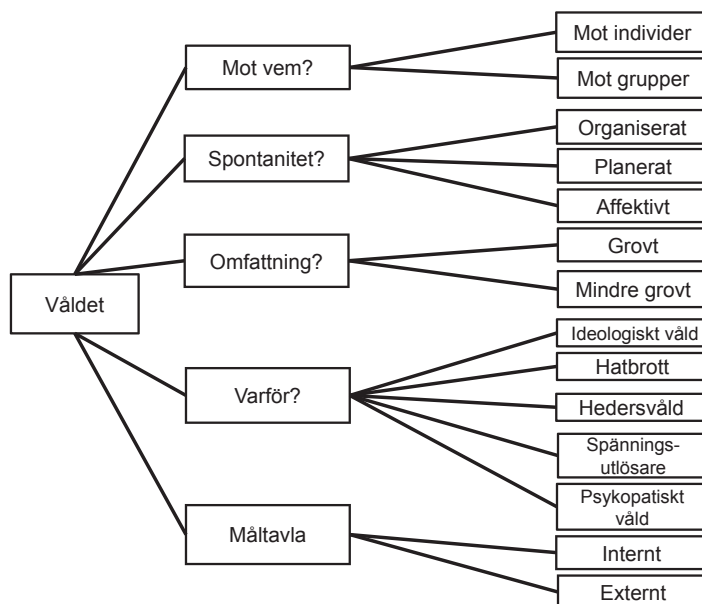 Våldet
Mot vem?
Mot individer
Mot grupper
Spontanitet?
Organiserat
Planerat
Affektivt
Omfattning?
Grovt
Mindre grovt
Varför?
Ideologiskt våld
Hatbrott
Hedersvåld
Spännings-
utlösare
Psykopatiskt
våld
Måltavla
Internt
Externt